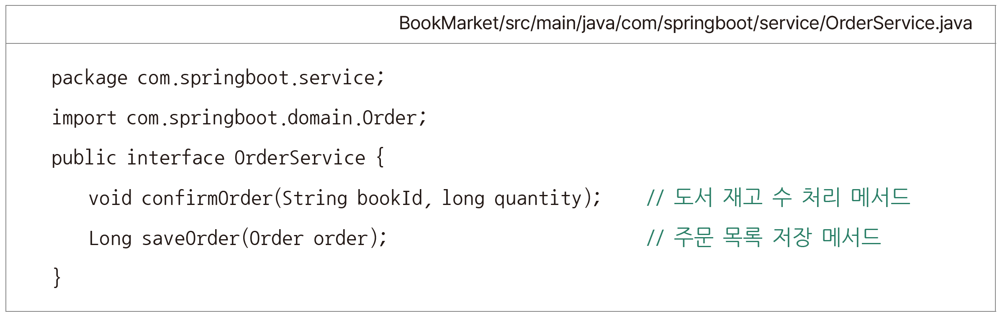 BookMarket/src/main/java/com/springboot/service/OrderService.java
package com.springboot.service;
import com.springboot.domain.Order;
public interface OrderService {
void confirmOrder(String bookId, long quantity); // 도서 재고 수 처리 메서드
Long saveOrder(Order order); // 주문 목록 저장 메서드
}